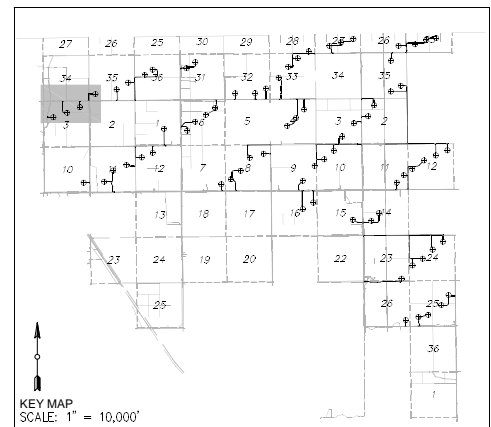 27 26 25 30 29 28 26
34 35 36 31 32 33 34 35
3 2 1 6 5 3 2
10 11 12 7 8 9 10 11 12
13 18 17 16 15 14
23 24 19 20 22 23 24
25 26 25
36
1
KEY MAP
SCALE: 1" = 10,000'